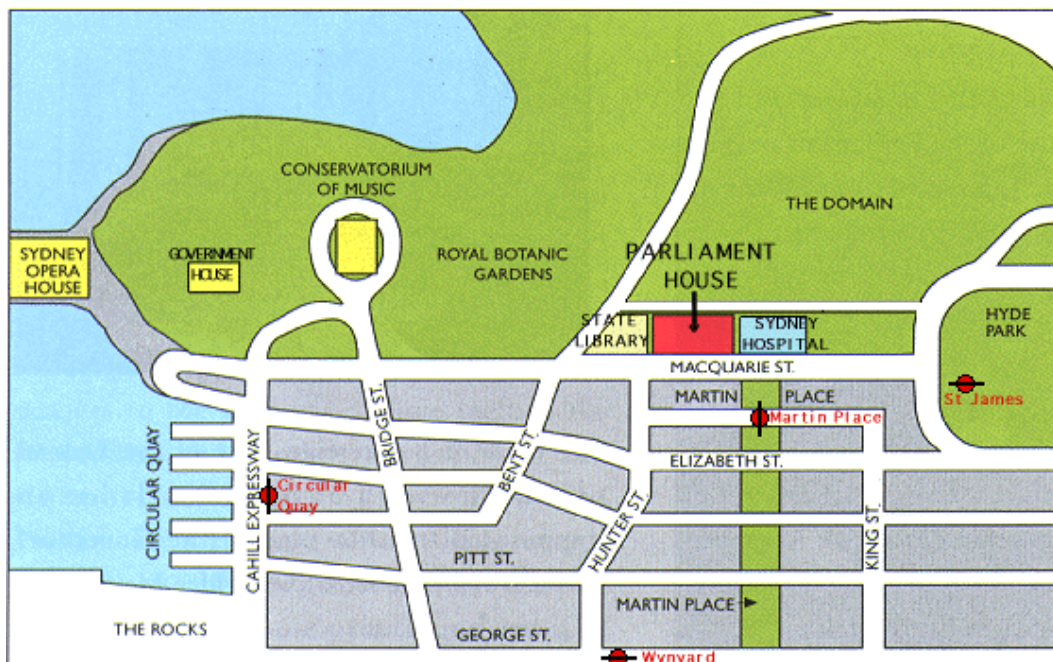 CONSERVATORIUM
OF MUSIC
THE DOMAIN
SYDNEY
OPERA
HOUSE
GOVERNMENT
HOUSE
ROYAL BOTANIC
GARDENS
PARLIAMENT
HOUSE
HYDE
PARK
STATE
LIBRARY
SYDNEY
HOSPITAL
MACQUARIE ST.
MARTIN PLACE
St James
Martin Place
BRIDGE ST.
BENT ST.
ELIZABETH ST.
CIRCULAR QUAY
CAHILL EXPRESSWAY
Circular
Quay
HUNTER ST.
KING ST.
PITT ST.
MARTIN PLACE
THE ROCKS
GEORGE ST.
Wynyard